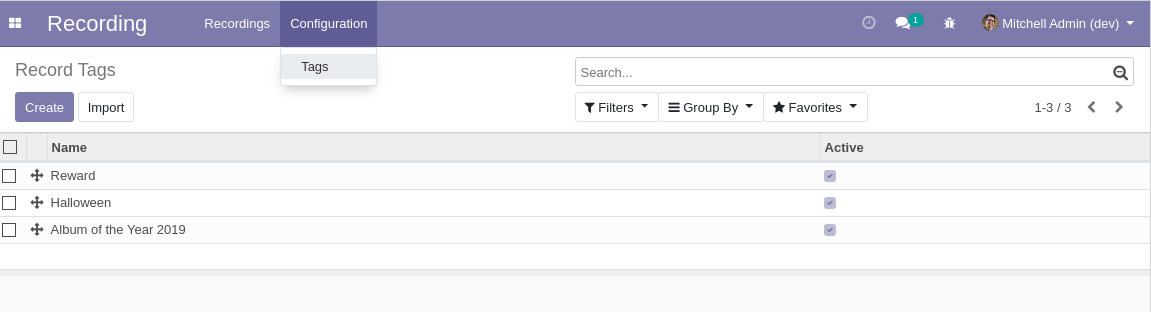 Recording Recordings Configuration 1 Mitchell Admin (dev)
Tags
Record Tags
Search...
Create Import Filters Group By Favorites 1-3 / 3
Name Active
Reward
Halloween
Album of the Year 2019